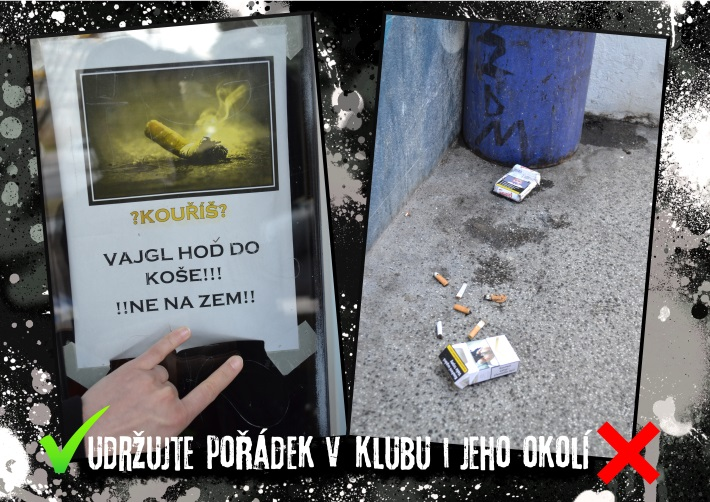 ?KOUŘÍŠ?
VAJGL HOĎ DO
KOŠE!!!
!!NE NA ZEM!!
UDRŽUJTE POŘÁDEK V KLUBU I JEHO OKOLÍ